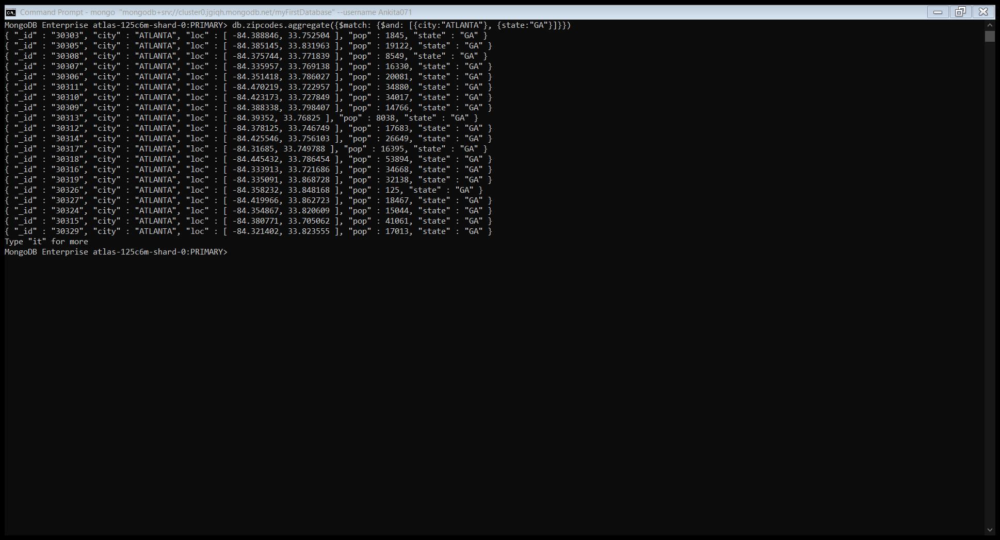 Command Prompt - mongo "mongodb+srv://cluster0.jgiqh.mongodb.net/myFirstDatabase" --username Ankita071
MongoDB Enterprise atlas-125c6m-shard-0:PRIMARY> db.zipcodes.aggregate({$match: {$and: [{city:"ATLANTA"}, {state:"GA"}]}})
{ "_id" : "30303", "city" : "ATLANTA", "loc" : [ -84.388846, 33.752504 ], "pop" : 1845, "state" : "GA" }
{ "_id" : "30305", "city" : "ATLANTA", "loc" : [ -84.385145, 33.831963 ], "pop" : 19122, "state" : "GA" }
{ "_id" : "30308", "city" : "ATLANTA", "loc" : [ -84.375744, 33.771839 ], "pop" : 8549, "state" : "GA" }
{ "_id" : "30307", "city" : "ATLANTA", "loc" : [ -84.335957, 33.769138 ], "pop" : 16330, "state" : "GA" }
{ "_id" : "30306", "city" : "ATLANTA", "loc" : [ -84.351418, 33.786027 ], "pop" : 20081, "state" : "GA" }
{ "_id" : "30311", "city" : "ATLANTA", "loc" : [ -84.470219, 33.722957 ], "pop" : 34880, "state" : "GA" }
{ "_id" : "30310", "city" : "ATLANTA", "loc" : [ -84.423173, 33.727849 ], "pop" : 34017, "state" : "GA" }
{ "_id" : "30309", "city" : "ATLANTA", "loc" : [ -84.388338, 33.798407 ], "pop" : 14766, "state" : "GA" }
{ "_id" : "30313", "city" : "ATLANTA", "loc" : [ -84.39352, 33.76825 ], "pop" : 8038, "state" : "GA" }
{ "_id" : "30312", "city" : "ATLANTA", "loc" : [ -84.378125, 33.746749 ], "pop" : 17683, "state" : "GA" }
{ "_id" : "30314", "city" : "ATLANTA", "loc" : [ -84.425546, 33.756103 ], "pop" : 26649, "state" : "GA" }
{ "_id" : "30317", "city" : "ATLANTA", "loc" : [ -84.31685, 33.749788 ], "pop" : 16395, "state" : "GA" }
{ "_id" : "30318", "city" : "ATLANTA", "loc" : [ -84.445432, 33.786454 ], "pop" : 53894, "state" : "GA" }
{ "_id" : "30316", "city" : "ATLANTA", "loc" : [ -84.333913, 33.721686 ], "pop" : 34668, "state" : "GA" }
{ "_id" : "30319", "city" : "ATLANTA", "loc" : [ -84.335091, 33.868728 ], "pop" : 32138, "state" : "GA" }
{ "_id" : "30326", "city" : "ATLANTA", "loc" : [ -84.358232, 33.848168 ], "pop" : 125, "state" : "GA" }
{ "_id" : "30327", "city" : "ATLANTA", "loc" : [ -84.419966, 33.862723 ], "pop" : 18467, "state" : "GA" }
{ "_id" : "30324", "city" : "ATLANTA", "loc" : [ -84.354867, 33.820609 ], "pop" : 15044, "state" : "GA" }
{ "_id" : "30315", "city" : "ATLANTA", "loc" : [ -84.380771, 33.705062 ], "pop" : 41061, "state" : "GA" }
{ "_id" : "30329", "city" : "ATLANTA", "loc" : [ -84.321402, 33.823555 ], "pop" : 17013, "state" : "GA" }
Type "it" for more
MongoDB Enterprise atlas-125c6m-shard-0:PRIMARY>